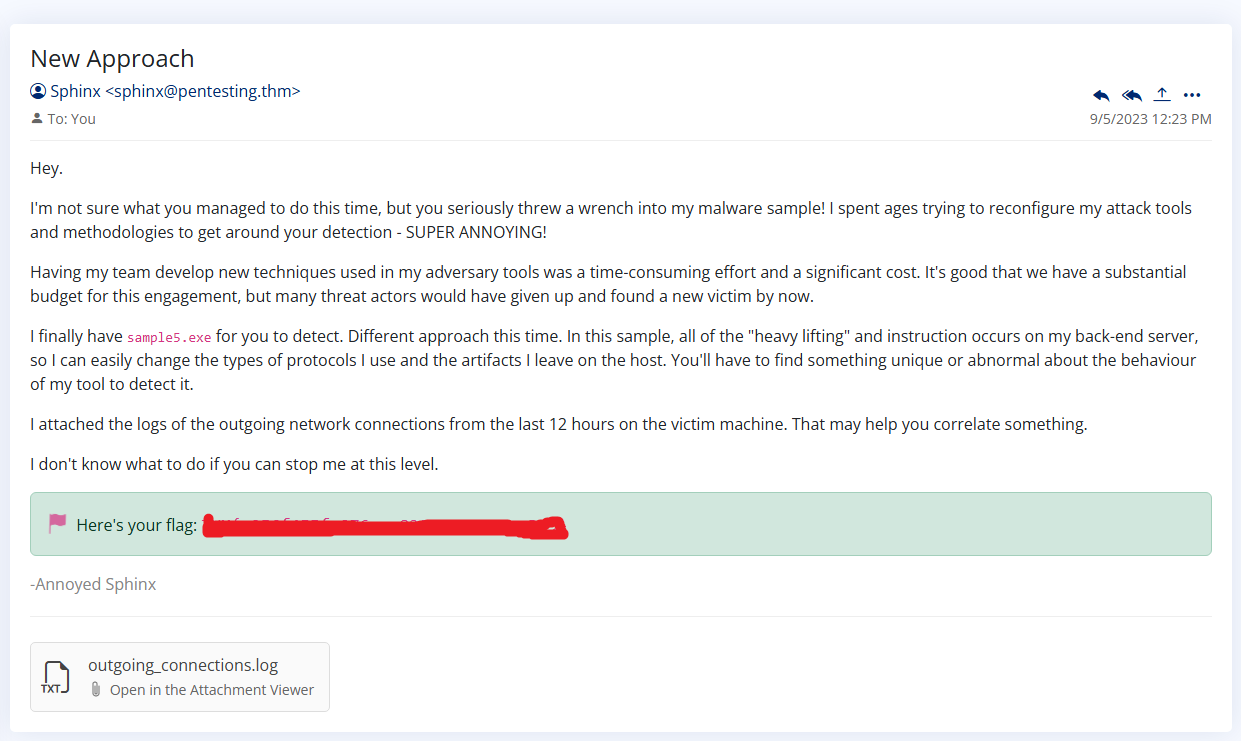 New Approach
Sphinx <sphinx@pentesting.thm>
To: You
9/5/2023 12:23 PM
Hey.
I'm not sure what you managed to do this time, but you seriously threw a wrench into my malware sample! I spent ages trying to reconfigure my attack tools
and methodologies to get around your detection - SUPER ANNOYING!
Having my team develop new techniques used in my adversary tools was a time-consuming effort and a significant cost. It's good that we have a substantial
budget for this engagement, but many threat actors would have given up and found a new victim by now.
I finally have sample5.exe for you to detect. Different approach this time. In this sample, all of the "heavy lifting" and instruction occurs on my back-end server,
so I can easily change the types of protocols I use and the artifacts I leave on the host. You'll have to find something unique or abnormal about the behaviour
of my tool to detect it.
I attached the logs of the outgoing network connections from the last 12 hours on the victim machine. That may help you correlate something.
I don't know what to do if you can stop me at this level.
Here's your flag:
-Annoyed Sphinx
TXT
outgoing_connections.log
Open in the Attachment Viewer